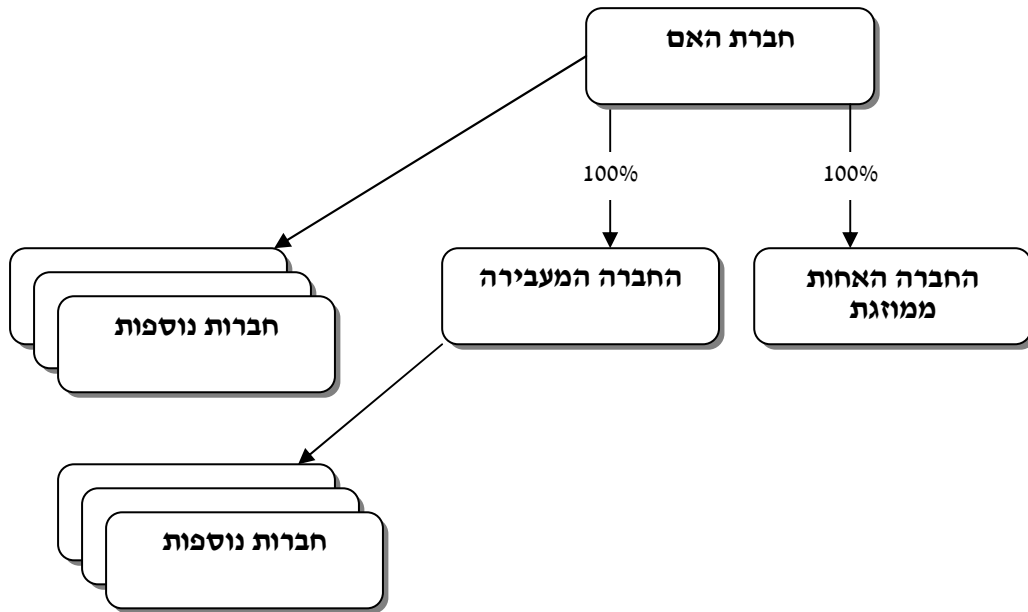 חברת האם
100%
100%
החברה האחות
ממוזגת
החברה המעבירה
חברות נוספות
חברות נוספות